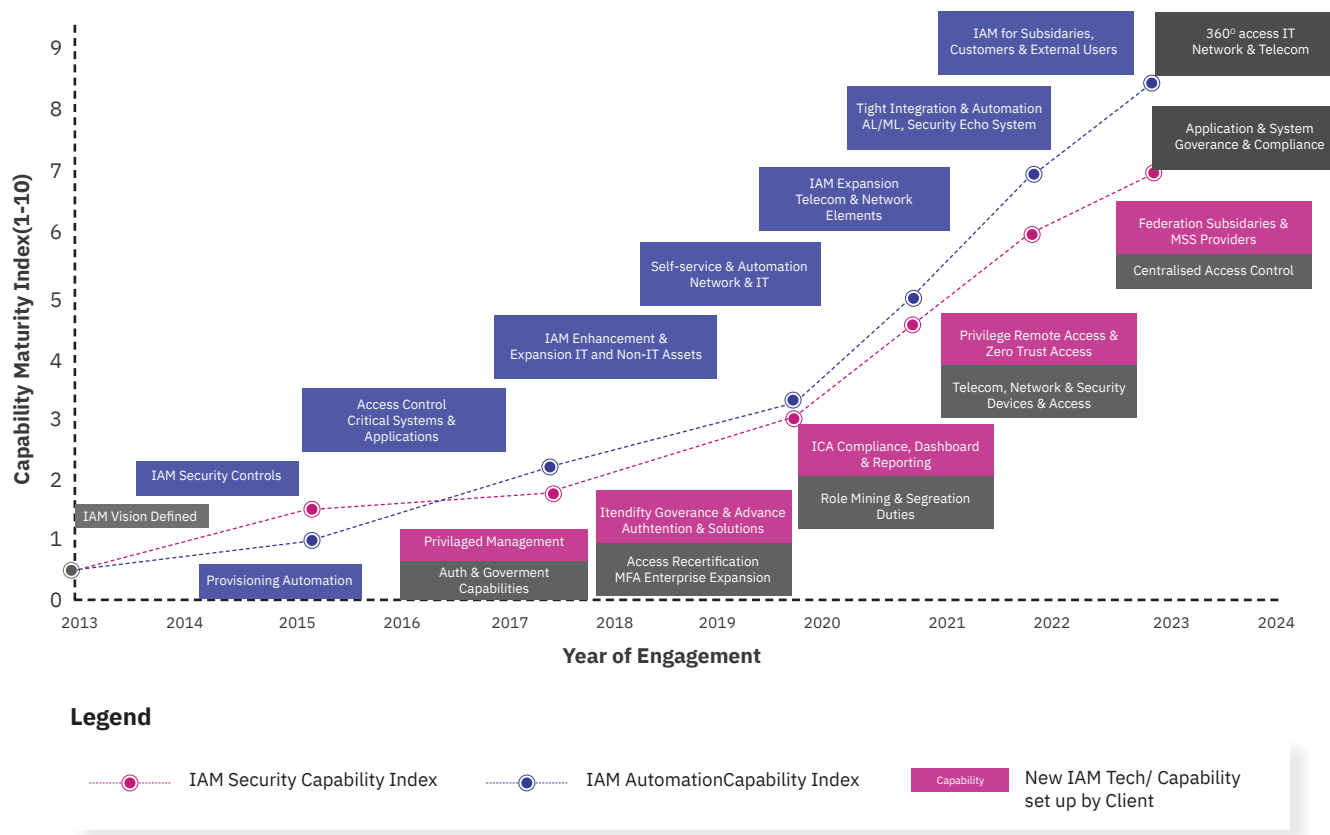 IAM for Subsidaries,
Customers & External Users
360⁰ access IT
Network & Telecom
9
8
7
6
5
4
3
2
1
0
Capability Maturity Index(1-10)
Tight Integration & Automation
AL/ML, Security Echo System
Application & System
Goverance & Compliance
IAM Expansion
Telecom & Network
Elements
Federation Subsidaries &
MSS Providers
Centralised Access Control
Self-service & Automation
Network & IT
IAM Enhancement &
Expansion IT and Non-IT Assets
Privilege Remote Access &
Zero Trust Access
Telecom, Network & Security
Devices & Access
Access Control
Critical Systems &
Applications
ICA Compliance, Dashboard
& Reporting
Role Mining & Segreation
Duties
IAM Security Controls
IAM Vision Defined
Itendifty Goverance & Advance
Authtention & Solutions
Access Recertification
MFA Enterprise Expansion
Privilaged Management
Auth & Goverment
Capabilities
Provisioning Automation
2013
2014
2015
2016
2017
2018
2019
2020
2021
2022
2023
2024
Year of Engagement
Legend
IAM Security Capability Index
IAM AutomationCapability Index
Capability
New IAM Tech/ Capability
set up by Client